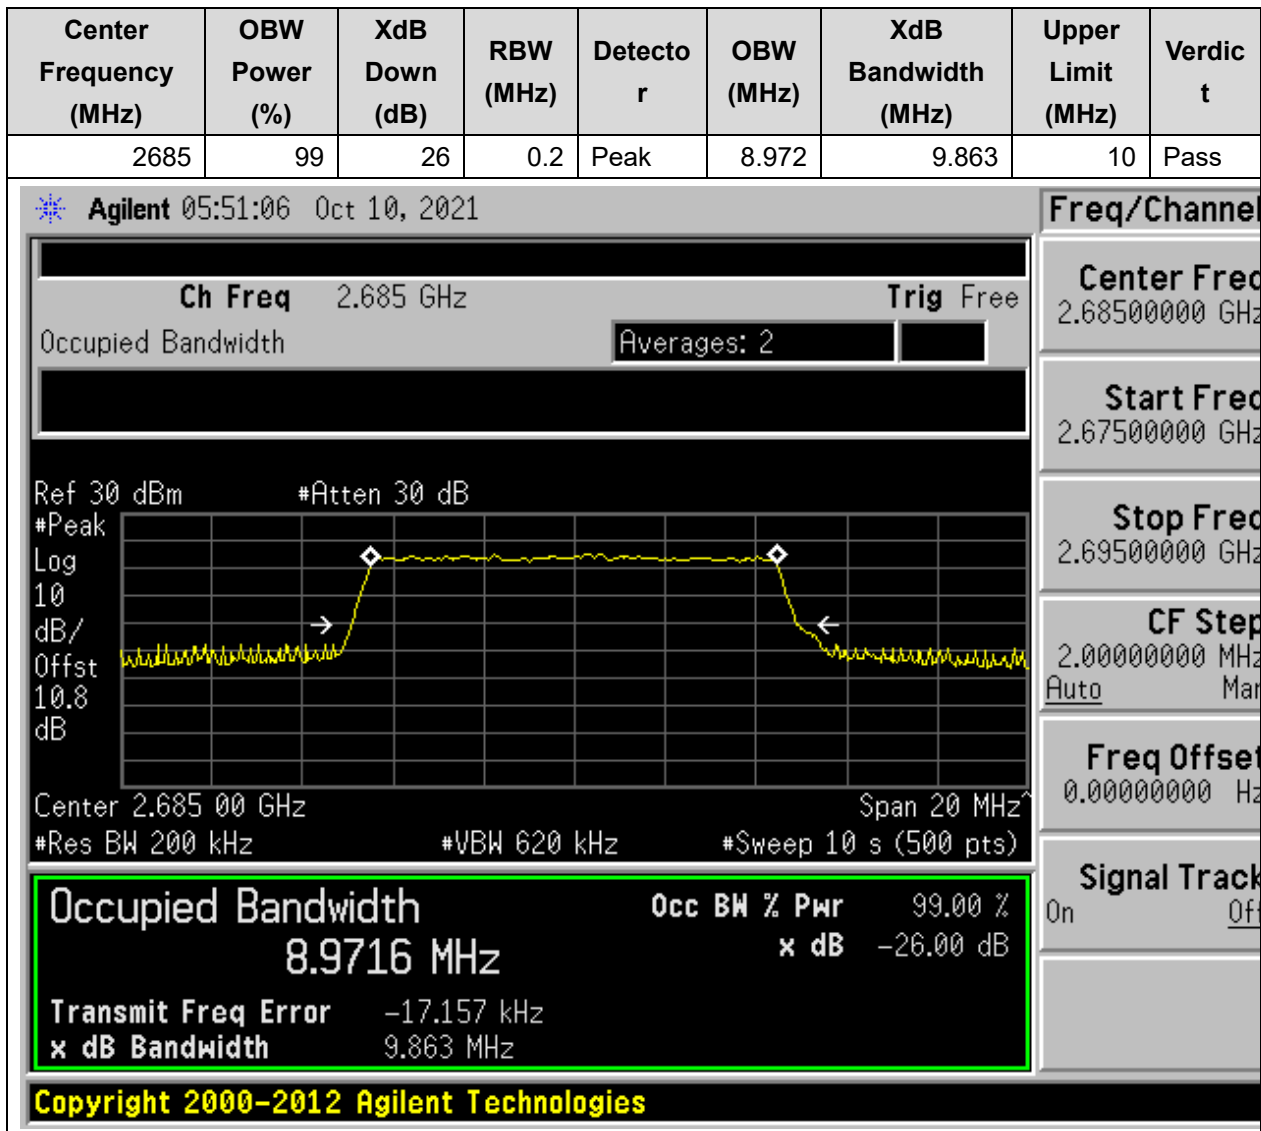 Center Frequency (MHz) OBW Power (%) XdB Down (dB) RBW (MHz) Detecto r OBW (MHz) XdB Bandwidth (MHz) Upper Limit (MHz) Verdic t
2685 99 26 0.2 Peak 8.972 9.863 10 Pass
Agilent 05:51:06 Oct 10, 2021
Ch Freq 2.685 GHz Trig Free
Occupied Bandwidth Averages: 2
Ref 30 dBm #Atten 30 dB
#Peak
Log
10
dB/
Offst
10.8
dB
Center 2.685 00 GHz Span 20 MHz^
#Res BW 200 kHz #VBW 620 kHz #Sweep 10 s (500 pts)
Occupied Bandwidth Occ BW % Pwr 99.00 %
8.9716 MHz x dB -26.00 dB
Transmit Freq Error -17.157 kHz
x dB Bandwidth 9.863 MHz
Copyright 2000-2012 Agilent Technologies
Freq/Channel
Center Freq
2.68500000 GHz
Start Freq
2.67500000 GHz
Stop Freq
2.69500000 GHz
CF Step
2.00000000 MHz
Auto Man
Freq Offset
0.00000000 Hz
Signal Track
On Off